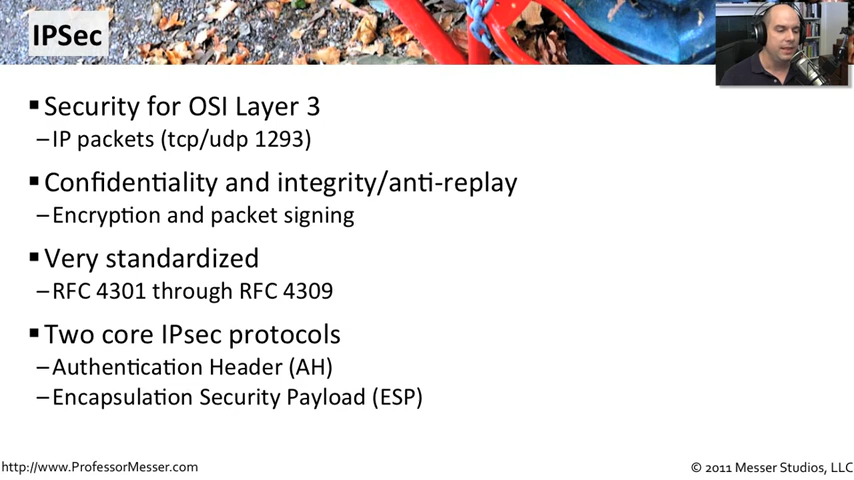 IPSec
▪Security for OSI Layer 3
–IP packets (tcp/udp 1293)
▪Confidentiality and integrity/anti-replay
–Encryption and packet signing
▪Very standardized
–RFC 4301 through RFC 4309
▪Two core IPsec protocols
–Authentication Header (AH)
–Encapsulation Security Payload (ESP)
http://www.ProfessorMesser.com
© 2011 Messer Studios, LLC